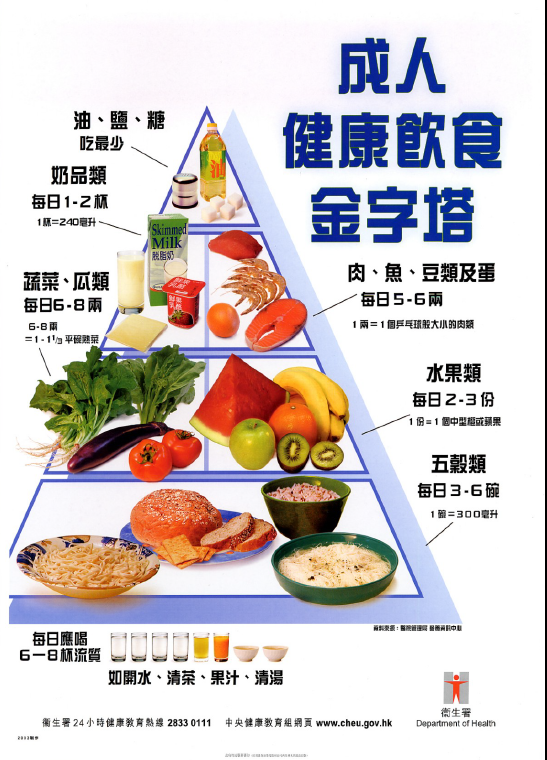 成人
健康飲食
金字塔
油、鹽、糖
吃最少
奶品類
每日1-2杯
1杯=240毫升
Skimmed
Milk
脫脂奶
蔬菜、瓜類
每日6-8兩
6-8兩
=1-1 1/3 平碗熟菜
肉、魚、豆類及蛋
每日5-6兩
1兩=1個乒乓球般大小的肉類
水果類
每日2-3份
1份=1個中型橙或蘋果
五穀類
每日3-6碗
1碗=300毫升
資料來源：醫院管理局 營養資訊中心
每日應喝
6-8杯流質
如開水、清茶、果汁、清湯
衞生署
Department of Health
衞生署24小時健康教育熱線 2833 0111 中央健康教育組網頁 www.cheu.gov.hk